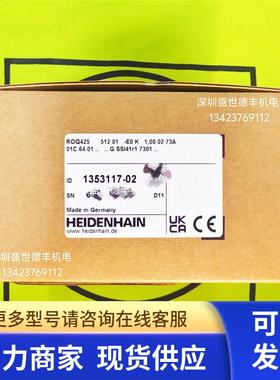 深圳盛世德丰机电
13423769112
ROQ425 512 01 -E0 K 1,00 02 73A
01C 64 01 .. .. G SSI41r1 7301 ..
ID 1353117-02
SN 6 D11
Made in Germany
HEIDENHAIN
www.heidenhain.de
UK
CA
CE
深圳盛世德丰机电
13423769112
更多型号请咨询在线客服
力商家 现货供应